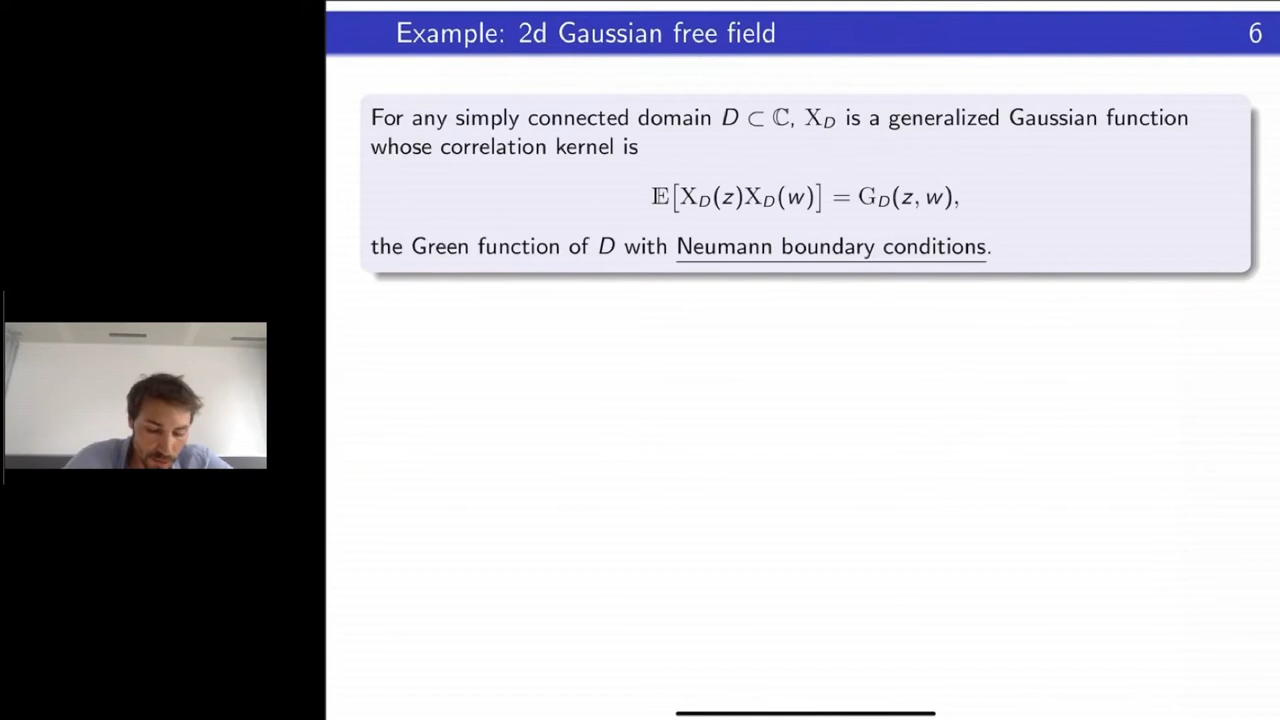 Example: 2d Gaussian free field 6
For any simply connected domain D ⊂ ℂ, X_D is a generalized Gaussian function
whose correlation kernel is
𝔼[X_D(z)X_D(w)] = G_D(z, w),
the Green function of D with Neumann boundary conditions.